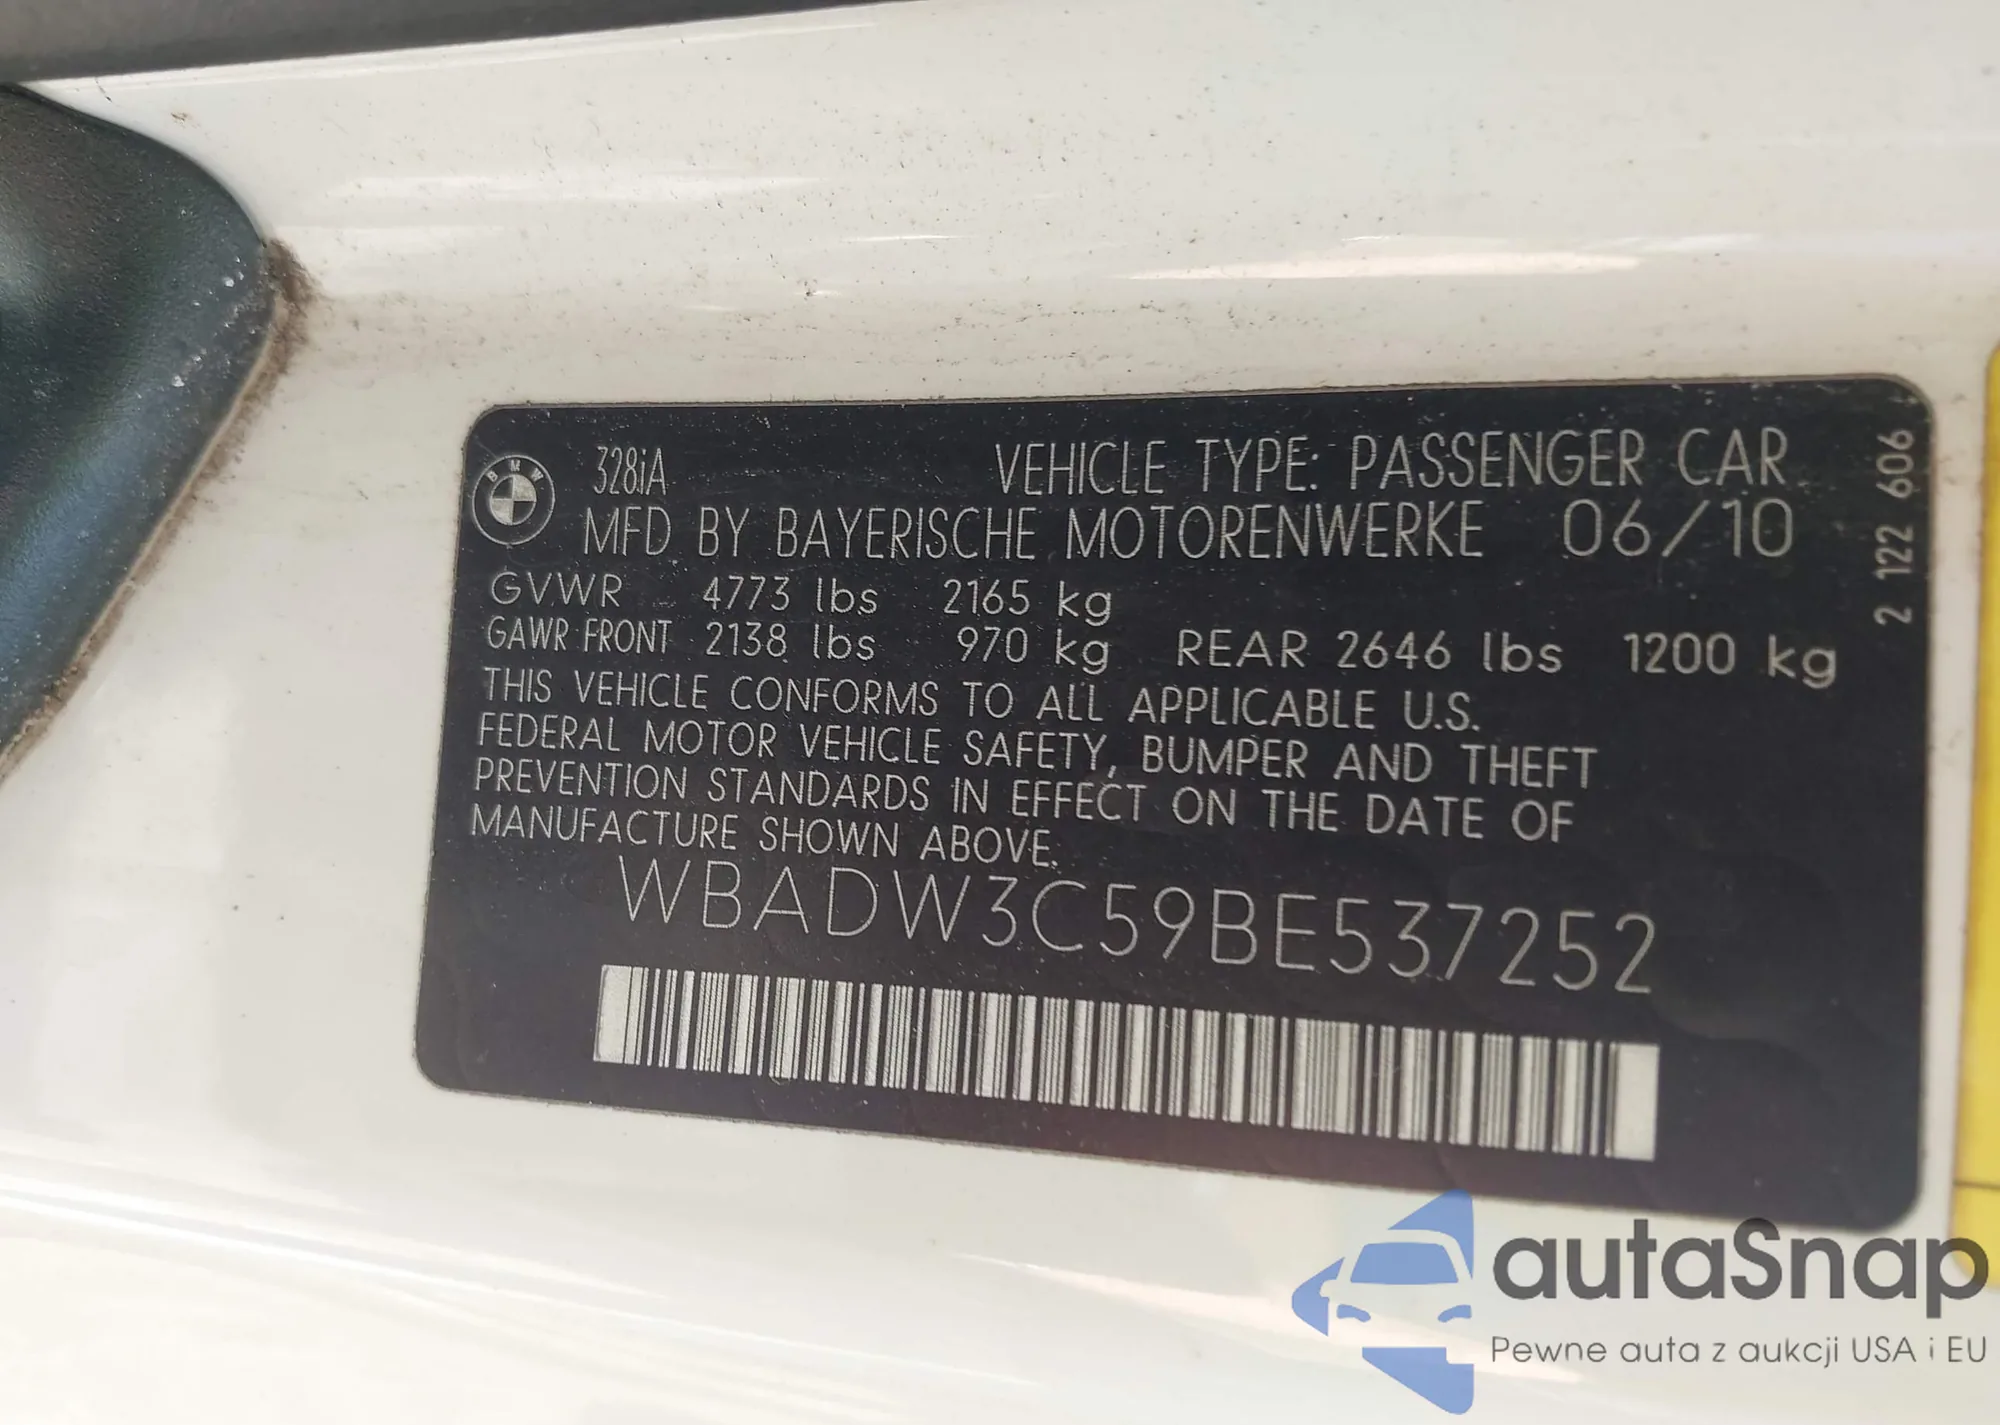 BMW
328iA VEHICLE TYPE: PASSENGER CAR
MFD BY BAYERISCHE MOTORENWERKE 06/10
GVWR 4773 lbs 2165 kg
GAWR FRONT 2138 lbs 970 kg REAR 2646 lbs 1200 kg
THIS VEHICLE CONFORMS TO ALL APPLICABLE U.S.
FEDERAL MOTOR VEHICLE SAFETY, BUMPER AND THEFT
PREVENTION STANDARDS IN EFFECT ON THE DATE OF
MANUFACTURE SHOWN ABOVE.
WBADW3C59BE537252
2 122 606
autaSnap
Pewne auta z aukcji USA i EU